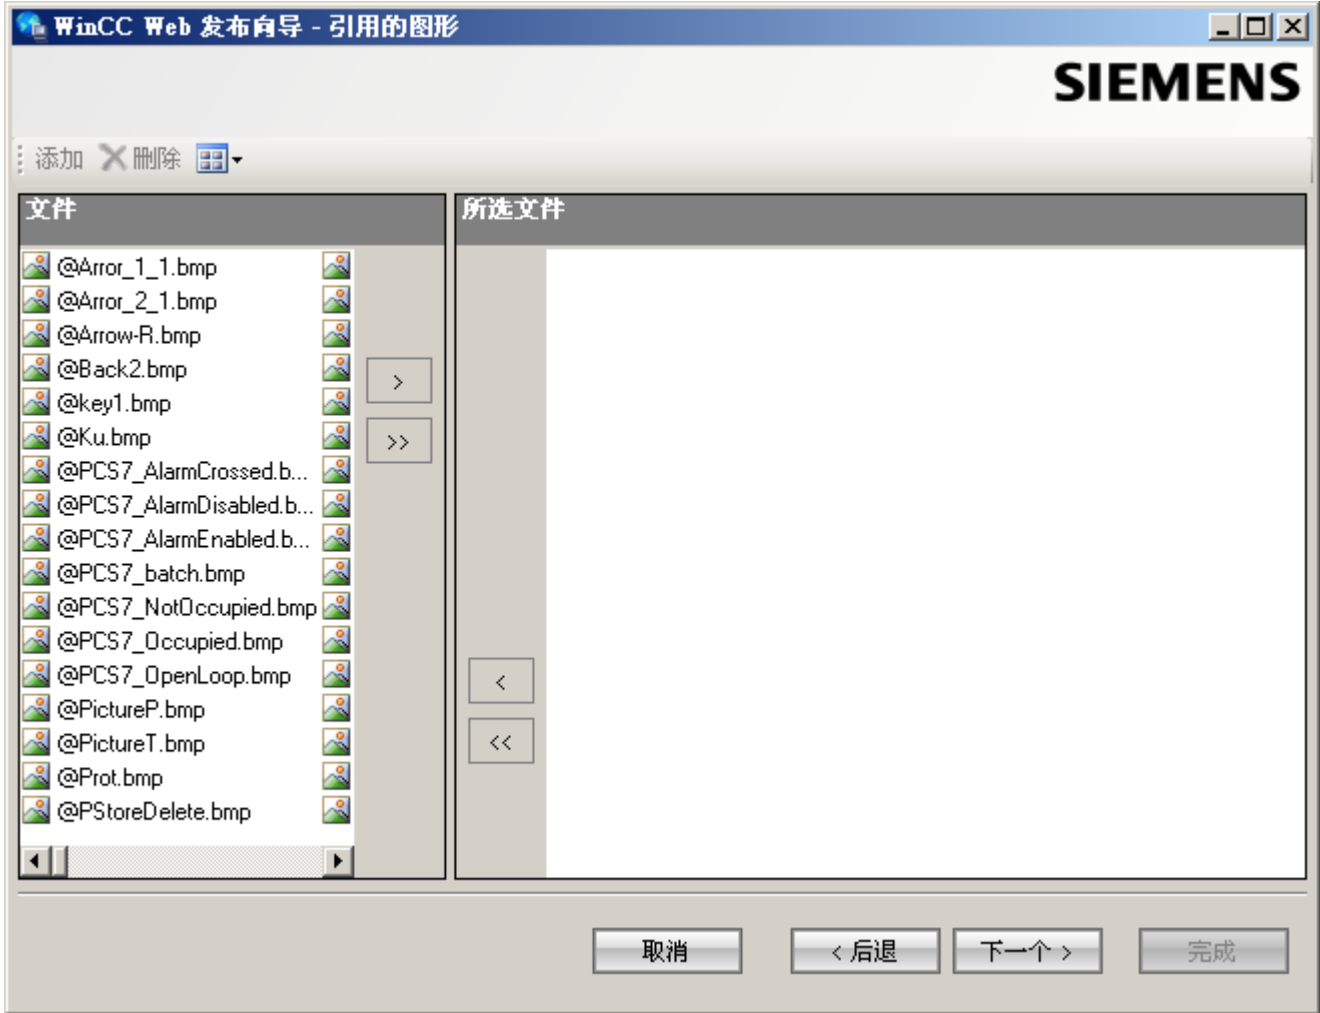 WinCC Web 发布向导 - 引用的图形
SIEMENS
添加 删除
文件
所选文件
@Arror_1_1.bmp
@Arror_2_1.bmp
@Arrow-R.bmp
@Back2.bmp
@key1.bmp
@Ku.bmp
@PCS7_AlarmCrossed.b...
@PCS7_AlarmDisabled.b...
@PCS7_AlarmEnabled.b...
@PCS7_batch.bmp
@PCS7_NotOccupied.bmp
@PCS7_Occupied.bmp
@PCS7_OpenLoop.bmp
@PictureP.bmp
@PictureT.bmp
@Prot.bmp
@PStoreDelete.bmp
>
>>
<
<<
取消
< 后退
下一个 >
完成